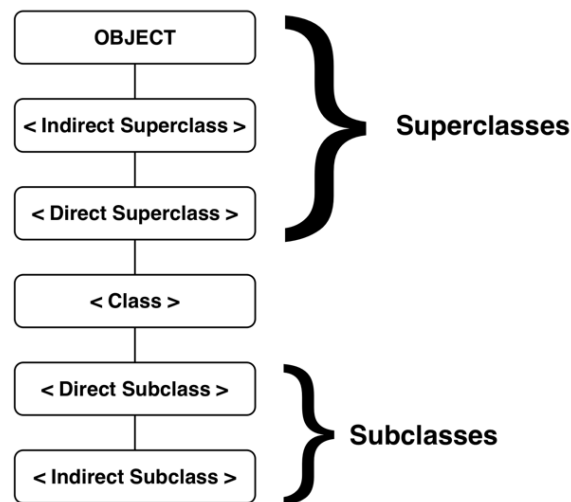 OBJECT
< Indirect Superclass >
Superclasses
< Direct Superclass >
< Class >
< Direct Subclass >
Subclasses
< Indirect Subclass >